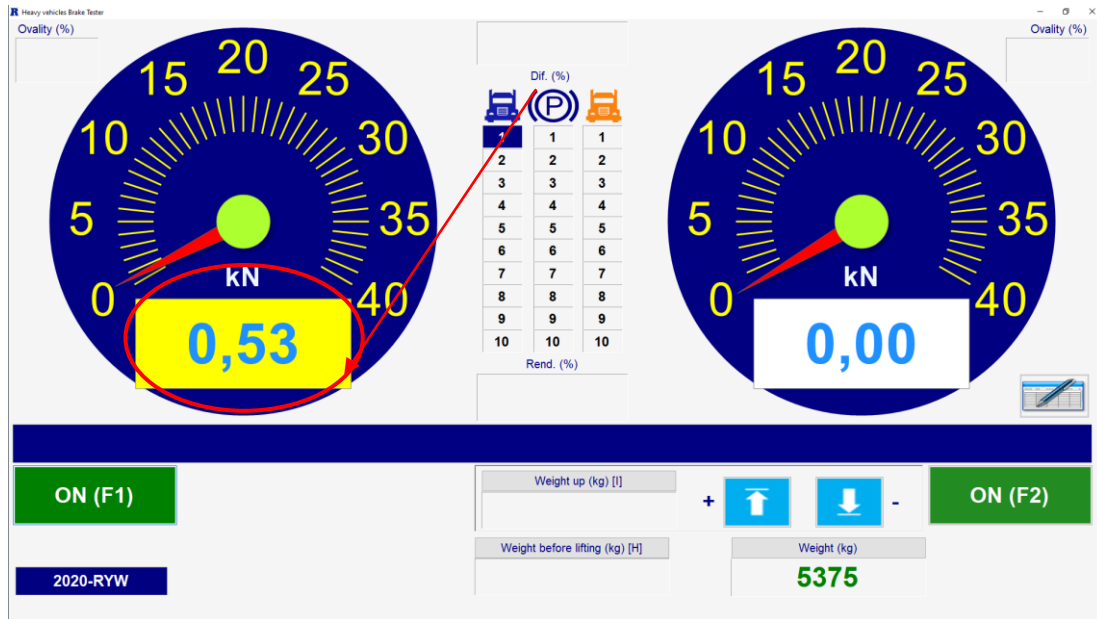 R Heavy vehicles Brake Tester
Ovality (%)
Ovality (%)
0 5 10 15 20 25 30 35 40
kN
0,53
Dif. (%)
(P)
1 1 1
2 2 2
3 3 3
4 4 4
5 5 5
6 6 6
7 7 7
8 8 8
9 9 9
10 10 10
Rend. (%)
0 5 10 15 20 25 30 35 40
kN
0,00
ON (F1)
Weight up (kg) [I]
+
-
ON (F2)
Weight before lifting (kg) [H]
Weight (kg)
5375
2020-RYW